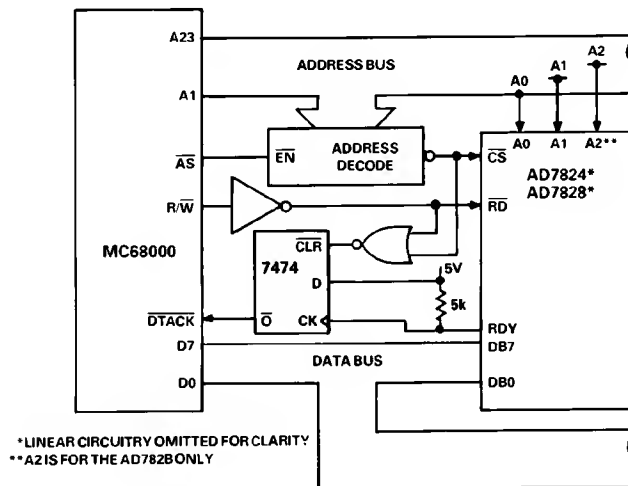 A23
ADDRESS BUS
A1
A0
A1
A2
A0
A1
A2**
AS
EN
ADDRESS
DECODE
CS
AD7824*
AD7828*
R/W
RD
MC68000
CLR
7474
D
5V
5k
DTACK
O
CK
RDY
D7
DATA BUS
DB7
D0
DB0
*LINEAR CIRCUITRY OMITTED FOR CLARITY
**A2 IS FOR THE AD782B ONLY